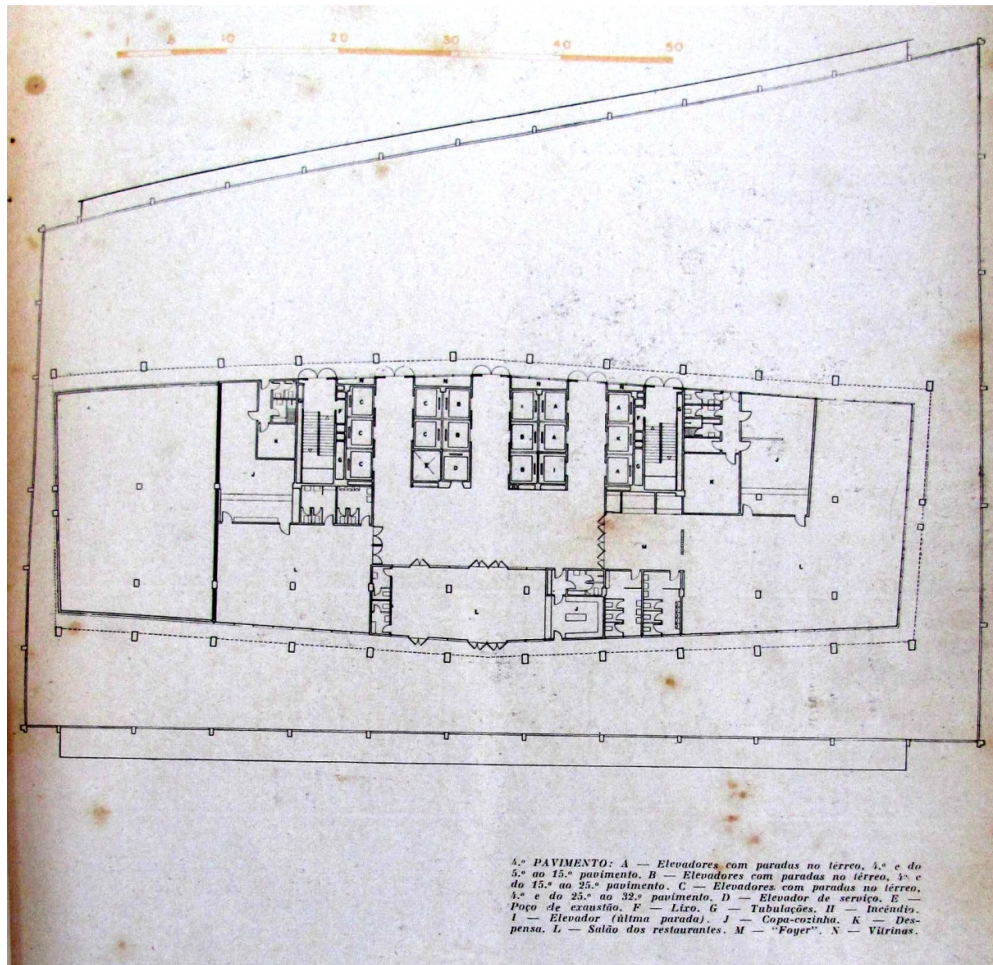 1 5 10 20 30 40 50
N N N N N
C C B I A A
F F
C C B B A K
G G
C E D B I A
K J J K
M
L L L L
J
4.º PAVIMENTO: A — Elevadores com paradas no térreo, 4.º e do
5.º ao 15.º pavimento. B — Elevadores com paradas no térreo, 4º e
do 15.º ao 25.º pavimento. C — Elevadores com paradas no térreo,
4.º e do 25.º ao 32.º pavimento. D — Elevador de serviço. E —
Poço de exaustão. F — Lixo. G — Tubulações. H — Incêndio.
I — Elevador (última parada). J — Copa-cozinha. K — Des-
pensa. L — Salão dos restaurantes. M — "Foyer". N — Vitrinas.